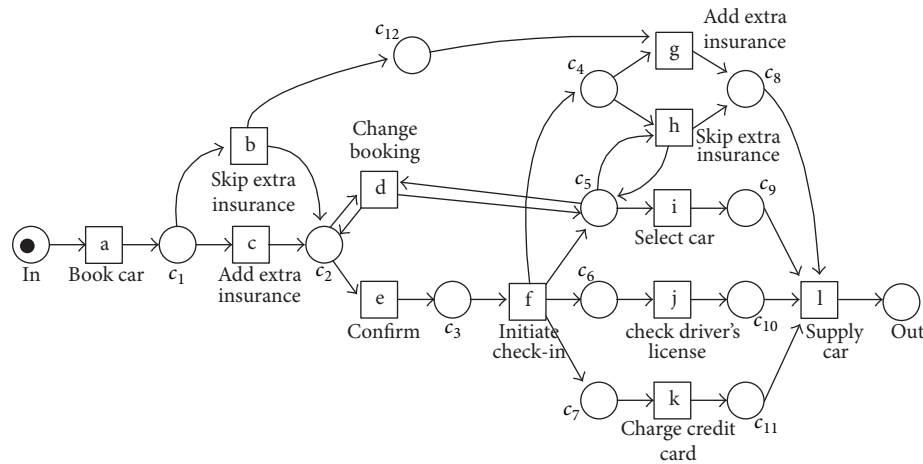 c12
g
Add extra
insurance
c4
c8
b
Skip extra
insurance
Change
booking
d
h
Skip extra
insurance
c5
i
Select car
c9
In
a
Book car
c1
c
Add extra
insurance
c2
e
Confirm
c3
f
Initiate
check-in
c6
j
check driver's
license
c10
l
Supply
car
Out
c7
k
Charge credit
card
c11